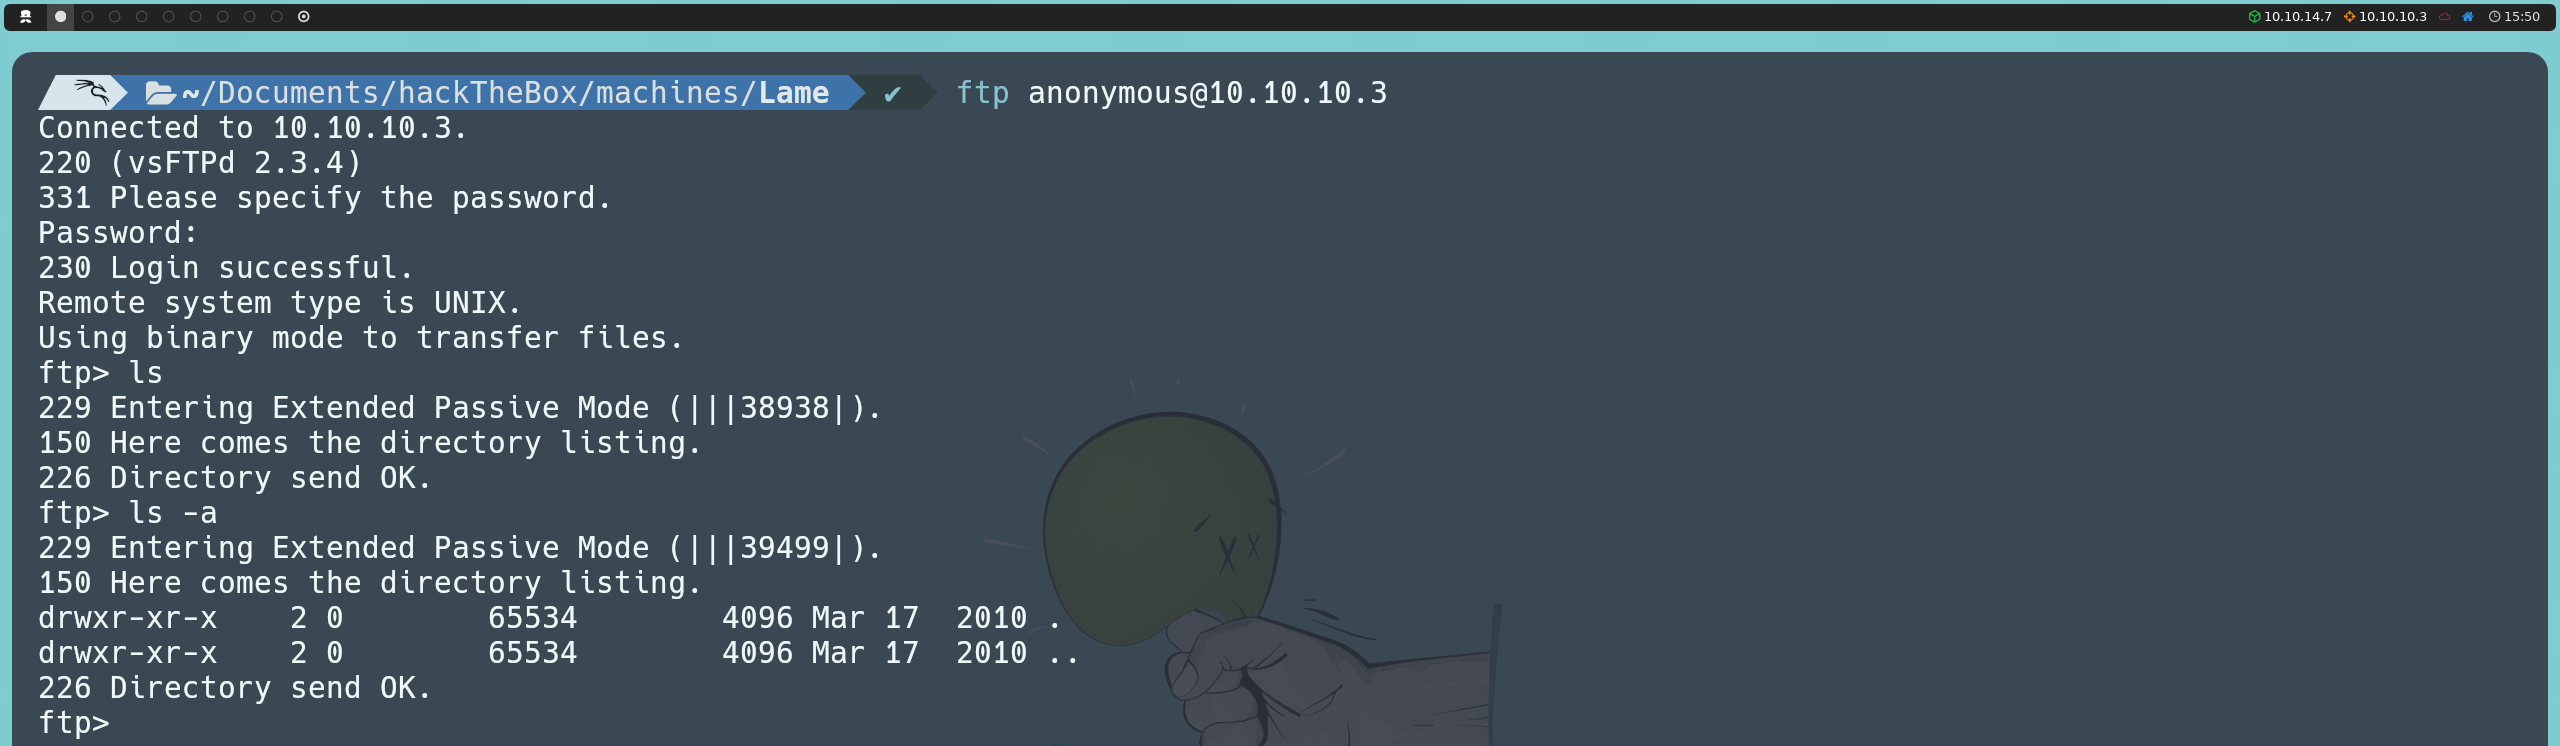 10.10.14.7 10.10.10.3 15:50
~/Documents/hackTheBox/machines/Lame ✔ ftp anonymous@10.10.10.3
Connected to 10.10.10.3.
220 (vsFTPd 2.3.4)
331 Please specify the password.
Password:
230 Login successful.
Remote system type is UNIX.
Using binary mode to transfer files.
ftp> ls
229 Entering Extended Passive Mode (|||38938|).
150 Here comes the directory listing.
226 Directory send OK.
ftp> ls -a
229 Entering Extended Passive Mode (|||39499|).
150 Here comes the directory listing.
drwxr-xr-x    2 0        65534        4096 Mar 17  2010 .
drwxr-xr-x    2 0        65534        4096 Mar 17  2010 ..
226 Directory send OK.
ftp>